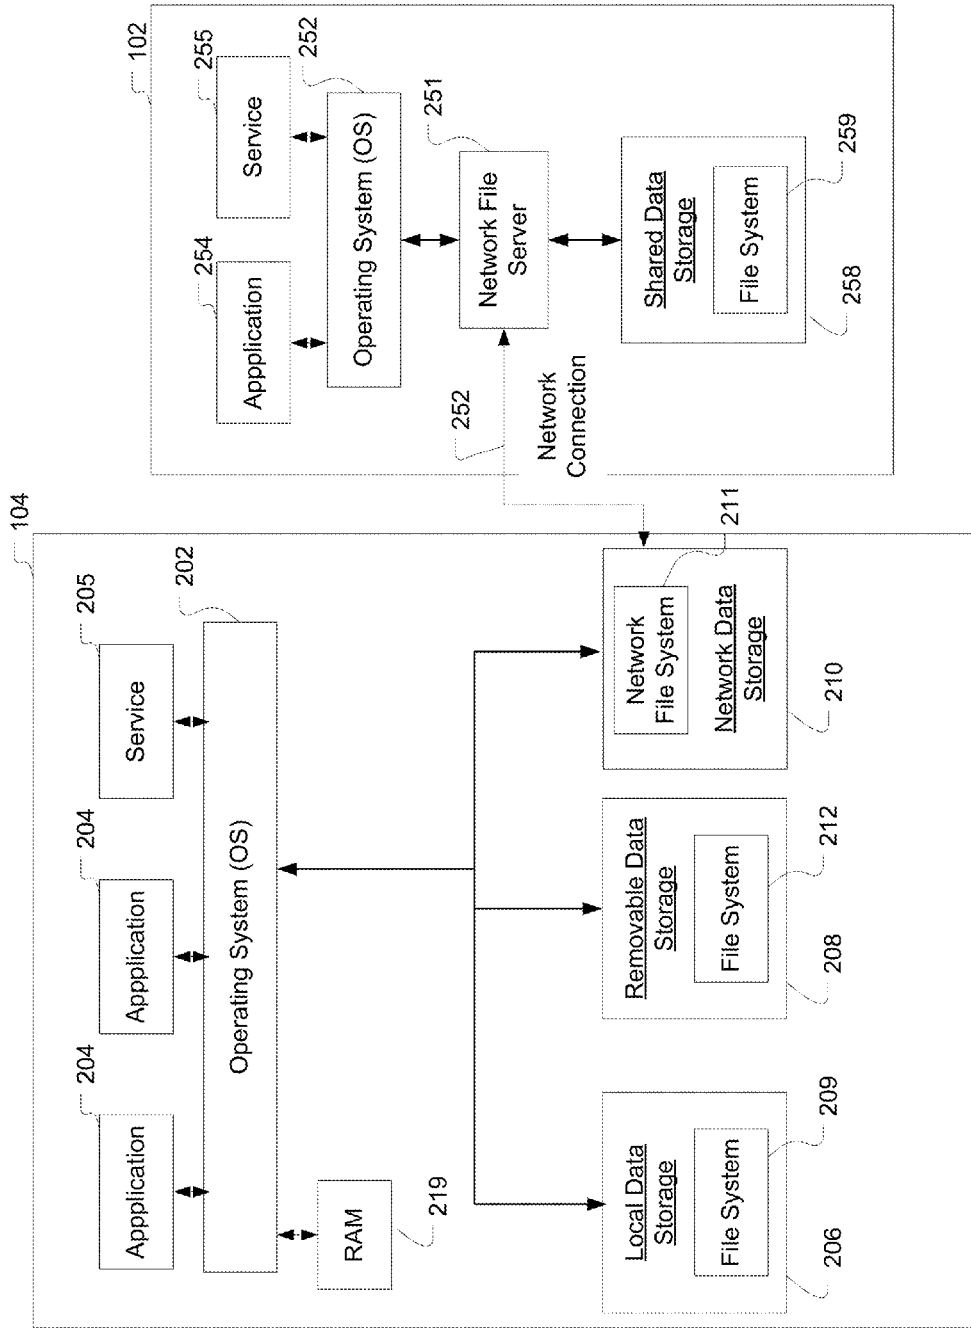 104
204
Appplication
204
Appplication
205
Service
202
Operating System (OS)
RAM
219
Local Data
Storage
File System
209
206
Removable Data
Storage
File System
212
208
Network
File System
211
Network Data
Storage
210
252
Network
Connection
102
254
Appplication
255
Service
252
Operating System (OS)
251
Network File
Server
Shared Data
Storage
File System
259
258